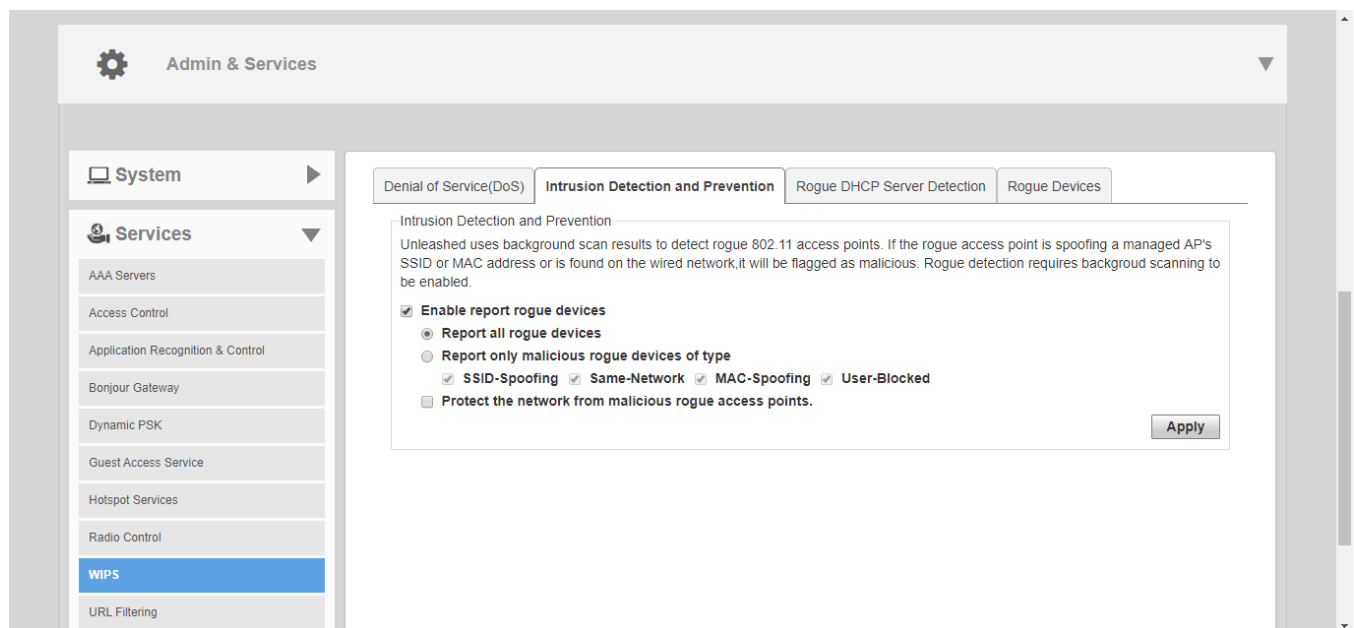 Admin & Services
System
Services
AAA Servers
Access Control
Application Recognition & Control
Bonjour Gateway
Dynamic PSK
Guest Access Service
Hotspot Services
Radio Control
WIPS
URL Filtering
Denial of Service(DoS) Intrusion Detection and Prevention Rogue DHCP Server Detection Rogue Devices
Intrusion Detection and Prevention
Unleashed uses background scan results to detect rogue 802.11 access points. If the rogue access point is spoofing a managed AP's
SSID or MAC address or is found on the wired network,it will be flagged as malicious. Rogue detection requires backgroud scanning to
be enabled.
Enable report rogue devices
Report all rogue devices
Report only malicious rogue devices of type
SSID-Spoofing Same-Network MAC-Spoofing User-Blocked
Protect the network from malicious rogue access points.
Apply